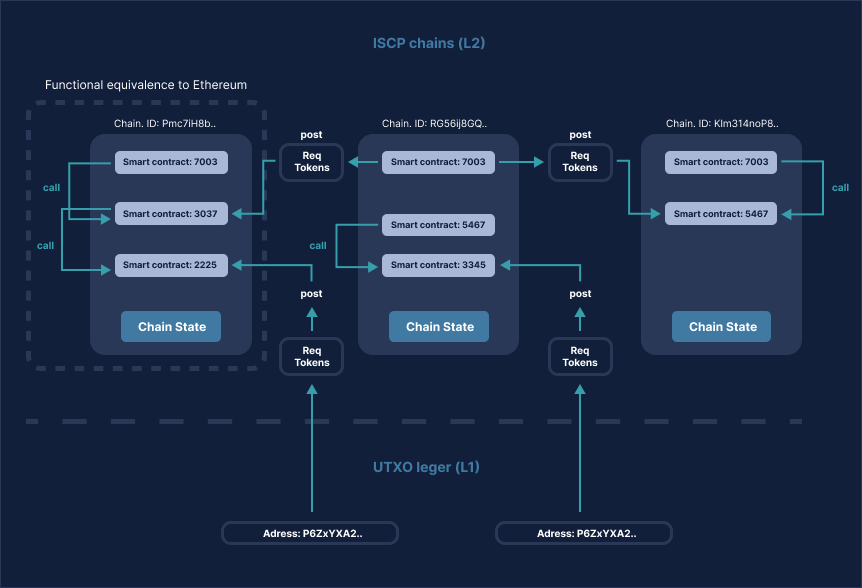 ISCP chains (L2)
Functional equivalence to Ethereum
Chain. ID: Pmc7iH8b..
Smart contract: 7003
call
Smart contract: 3037
call
Smart contract: 2225
Chain State
post
Req
Tokens
post
Req
Tokens
Chain. ID: RG56ij8GQ..
Smart contract: 7003
Smart contract: 5467
call
Smart contract: 3345
Chain State
post
Req
Tokens
post
Req
Tokens
Chain. ID: KIm314noP8..
Smart contract: 7003
call
Smart contract: 5467
Chain State
UTXO leger (L1)
Adress: P6ZxYXA2..
Adress: P6ZxYXA2..